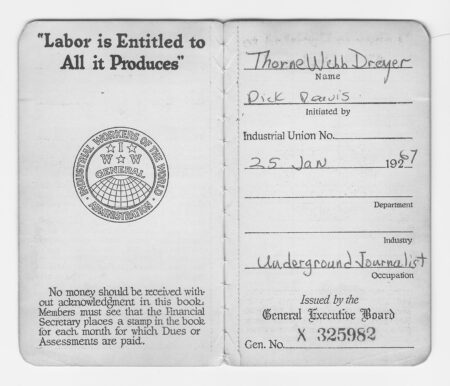 "Labor is Entitled to
All it Produces"
INDUSTRIAL WORKERS OF THE WORLD
I W W
GENERAL
ADMINISTRATION
No money should be received with-
out acknowledgment in this book.
Members must see that the Financial
Secretary places a stamp in the book
for each month for which Dues or
Assessments are paid.
Thorne Webb Dreyer
Name
Dick Davis
Initiated by
Industrial Union No.
25 Jan 19267
Department
Industry
Underground Journalist
Occupation
Issued by the
General Executive Board
Gen. No. X 325982